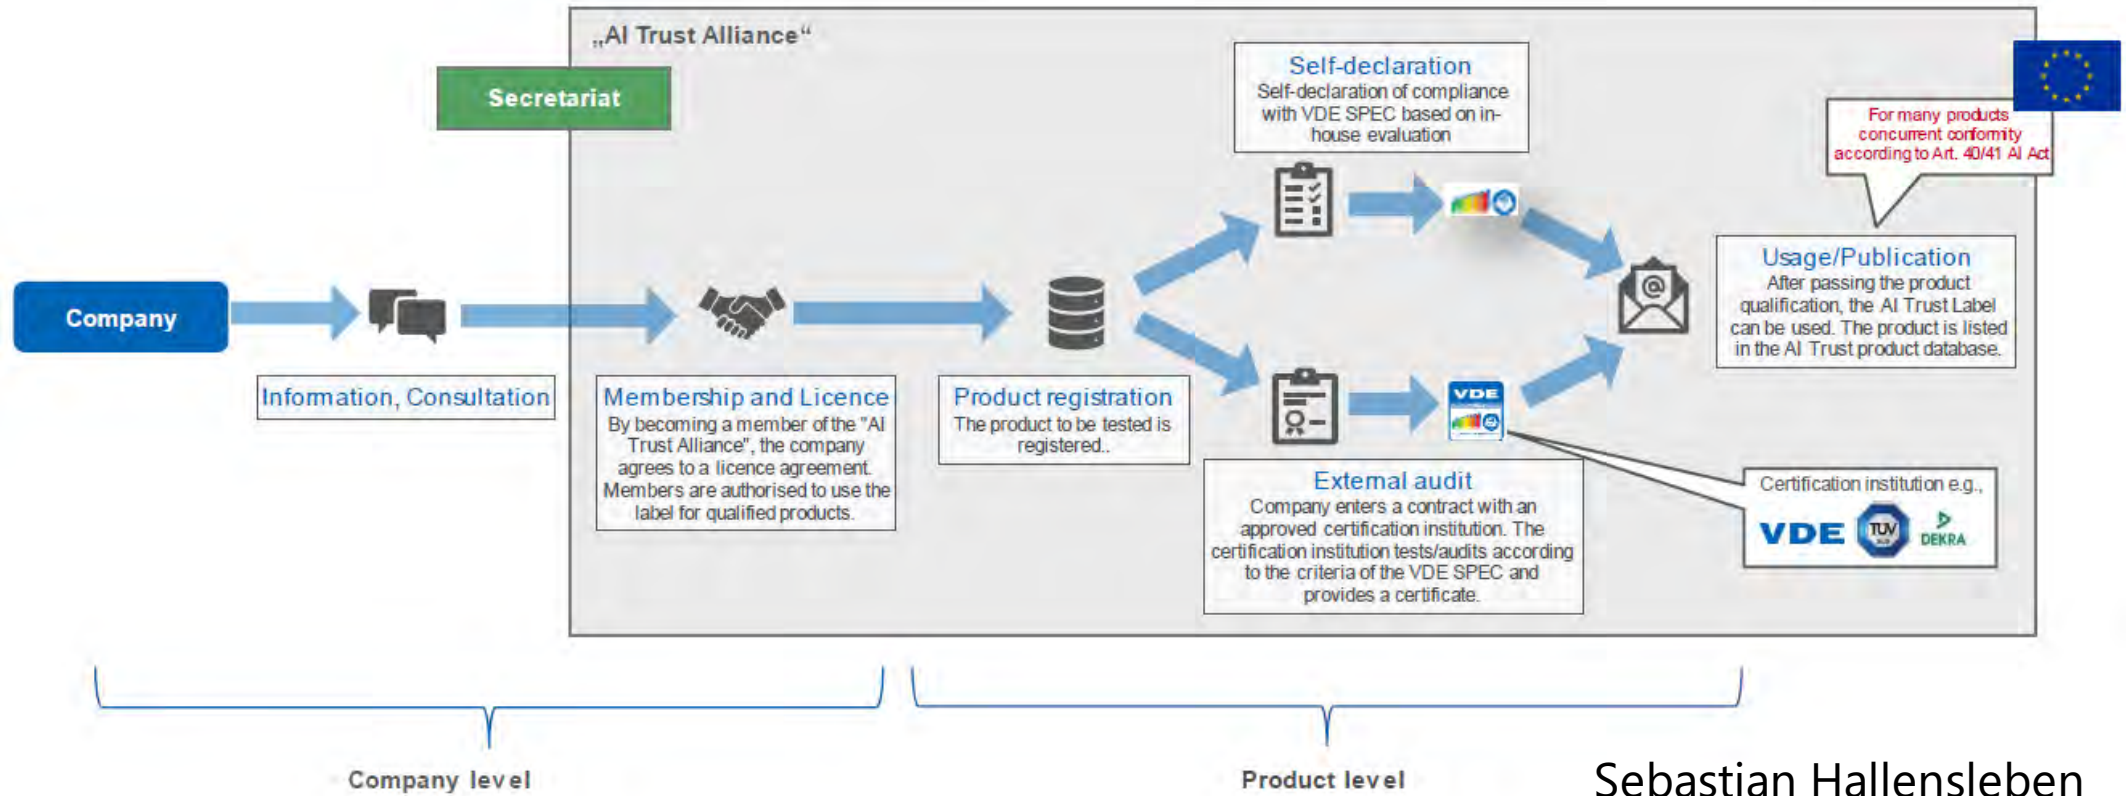 „AI Trust Alliance“
Secretariat
Self-declaration
Self-declaration of compliance
with VDE SPEC based on in-
house evaluation
For many products
concurrent conformity
according to Art. 40/41 AI Act
Company
Usage/Publication
After passing the product
qualification, the AI Trust Label
can be used. The product is listed
in the AI Trust product database.
Information, Consultation
Membership and Licence
By becoming a member of the "AI
Trust Alliance", the company
agrees to a licence agreement.
Members are authorised to use the
label for qualified products.
Product registration
The product to be tested is
registered..
VDE
External audit
Company enters a contract with an
approved certification institution. The
certification institution tests/audits according
to the criteria of the VDE SPEC and
provides a certificate.
Certification institution e.g.,
VDE
TÜV
DEKRA
Company level
Product level
Sebastian Hallensleben